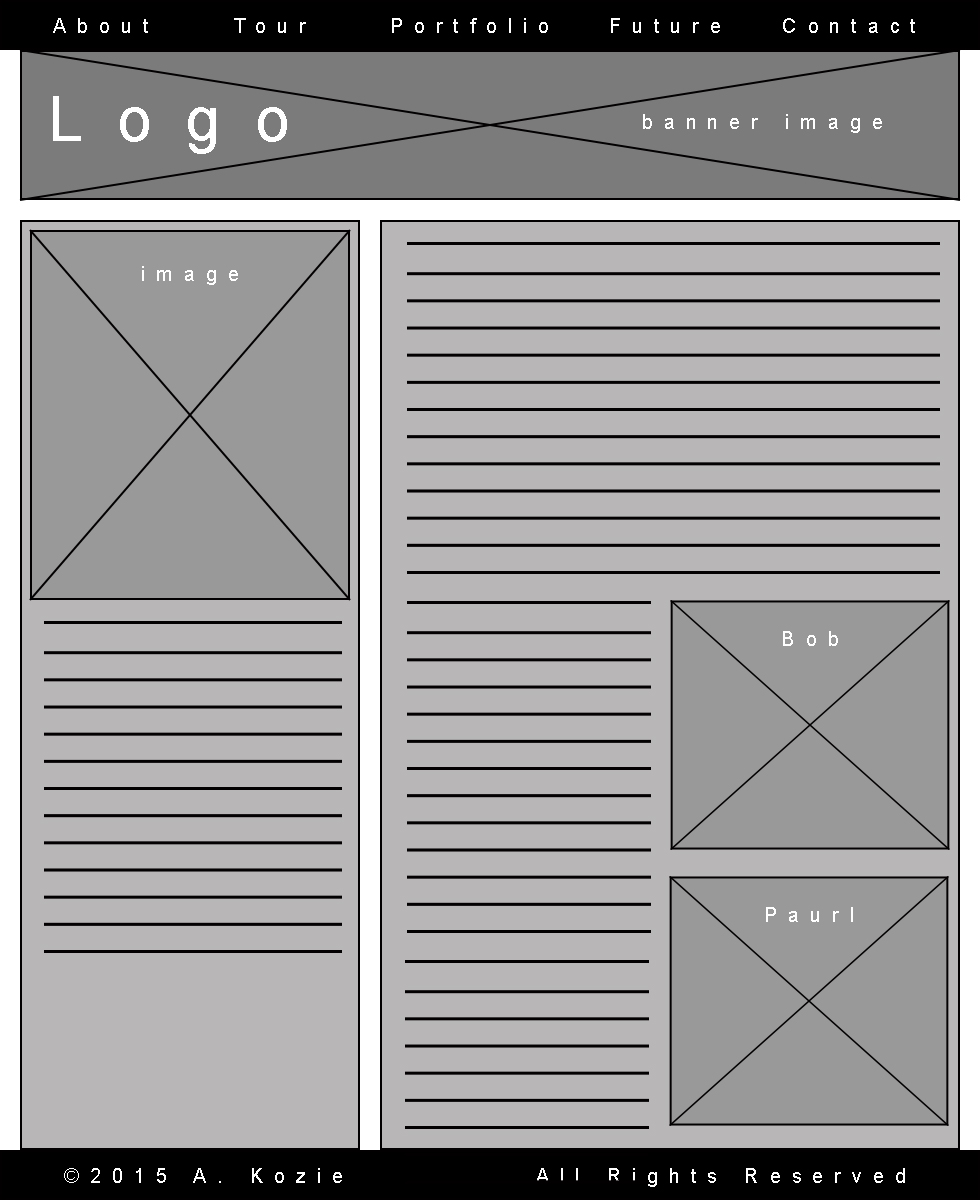 About Tour Portfolio Future Contact
Logo banner image
image
Bob
Paurl
©2015 A. Kozie All Rights Reserved